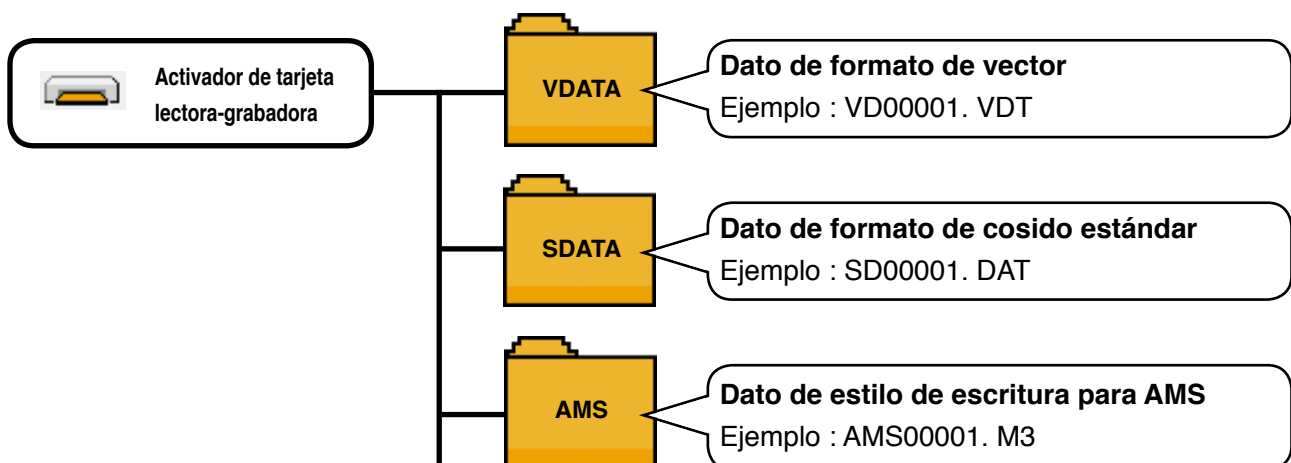 Activador de tarjeta
lectora-grabadora
VDATA
Dato de formato de vector
Ejemplo : VD00001. VDT
SDATA
Dato de formato de cosido estándar
Ejemplo : SD00001. DAT
AMS
Dato de estilo de escritura para AMS
Ejemplo : AMS00001. M3